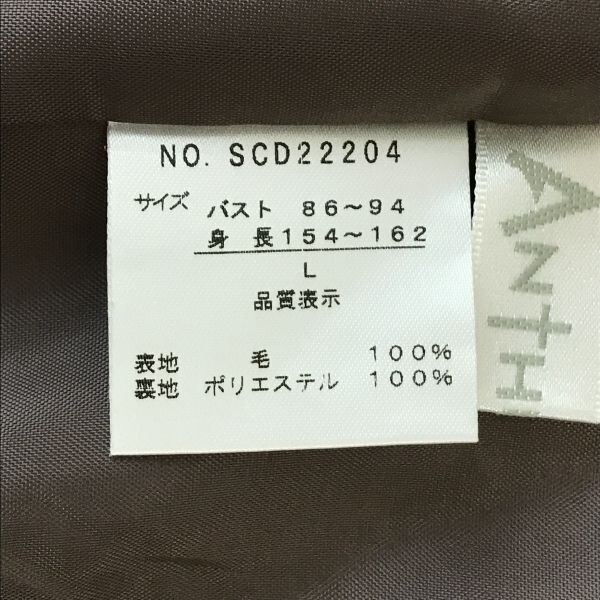 NO. SCD22204
サイズ バスト 86〜94
身長154〜162
L
品質表示
表地 毛 100%
裏地 ポリエステル 100%
ANTH